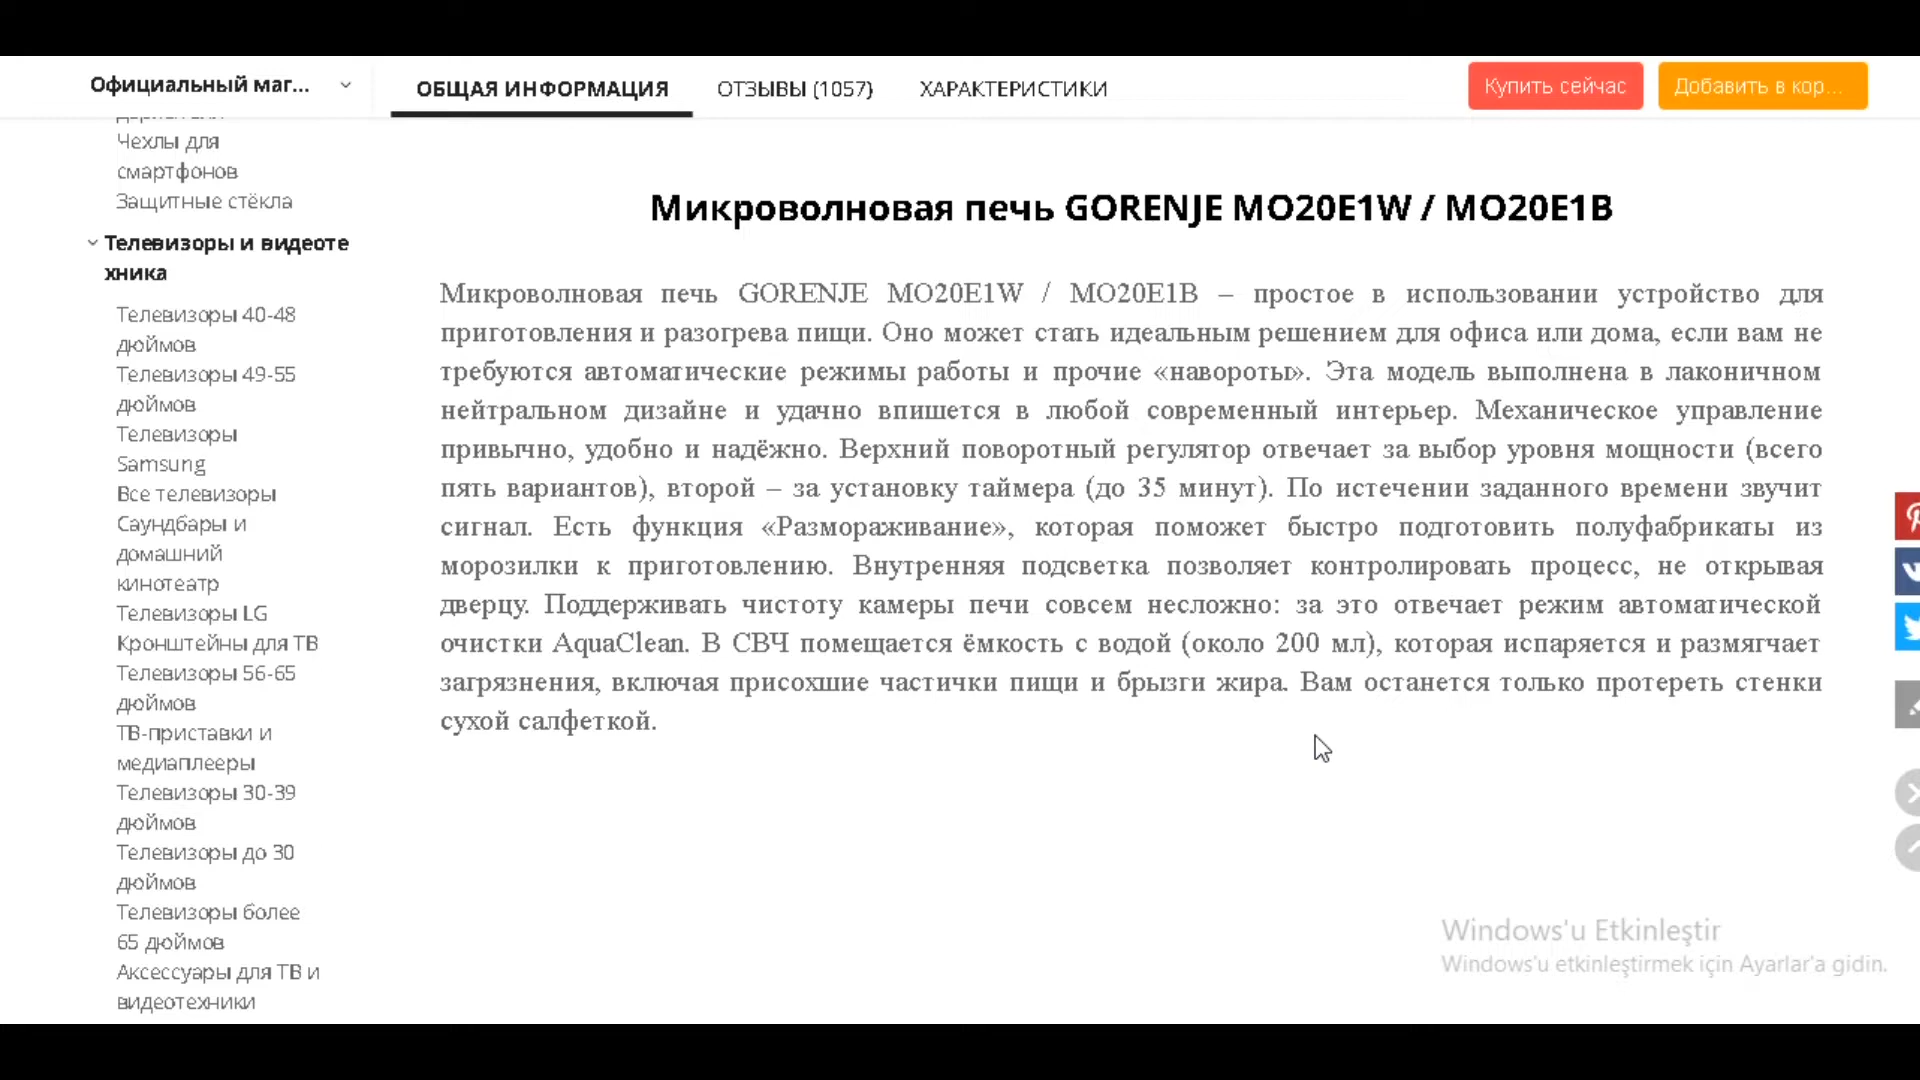 Официальный маг...
ОБЩАЯ ИНФОРМАЦИЯ
ОТЗЫВЫ (1057)
ХАРАКТЕРИСТИКИ
Купить сейчас
Добавить в кор...
Чехлы для
смартфонов
Защитные стёкла
Телевизоры и видеоте
хника
Телевизоры 40-48
дюймов
Телевизоры 49-55
дюймов
Телевизоры
Samsung
Все телевизоры
Саундбары и
домашний
кинотеатр
Телевизоры LG
Кронштейны для ТВ
Телевизоры 56-65
дюймов
ТВ-приставки и
медиаплееры
Телевизоры 30-39
дюймов
Телевизоры до 30
дюймов
Телевизоры более
65 дюймов
Аксессуары для ТВ и
видеотехники
Микроволновая печь GORENJE MO20E1W / MO20E1B
Микроволновая печь GORENJE MO20E1W / MO20E1B – простое в использовании устройство для
приготовления и разогрева пищи. Оно может стать идеальным решением для офиса или дома, если вам не
требуются автоматические режимы работы и прочие «навороты». Эта модель выполнена в лаконичном
нейтральном дизайне и удачно впишется в любой современный интерьер. Механическое управление
привычно, удобно и надёжно. Верхний поворотный регулятор отвечает за выбор уровня мощности (всего
пять вариантов), второй – за установку таймера (до 35 минут). По истечении заданного времени звучит
сигнал. Есть функция «Размораживание», которая поможет быстро подготовить полуфабрикаты из
морозилки к приготовлению. Внутренняя подсветка позволяет контролировать процесс, не открывая
дверцу. Поддерживать чистоту камеры печи совсем несложно: за это отвечает режим автоматической
очистки AquaClean. В СВЧ помещается ёмкость с водой (около 200 мл), которая испаряется и размягчает
загрязнения, включая присохшие частички пищи и брызги жира. Вам останется только протереть стенки
сухой салфеткой.
Windows'u Etkinleştir
Windows'u etkinleştirmek için Ayarlar'a gidin.